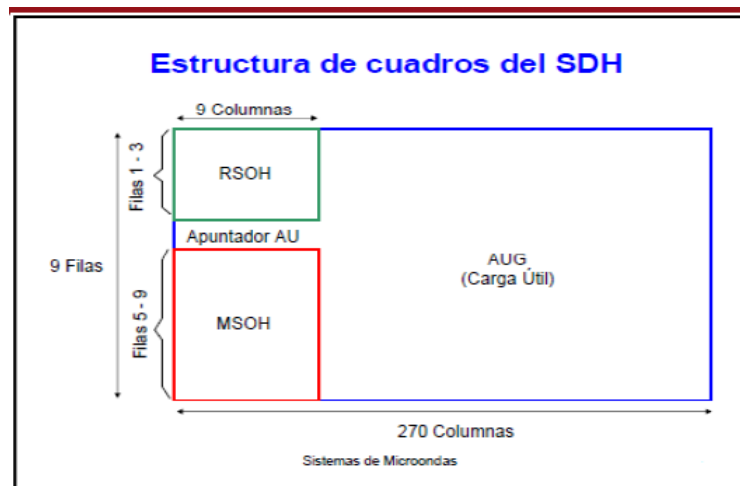 Estructura de cuadros del SDH
9 Columnas
Filas 1 - 3
RSOH
Apuntador AU
9 Filas
AUG
(Carga Útil)
Filas 5 - 9
MSOH
270 Columnas
Sistemas de Microondas